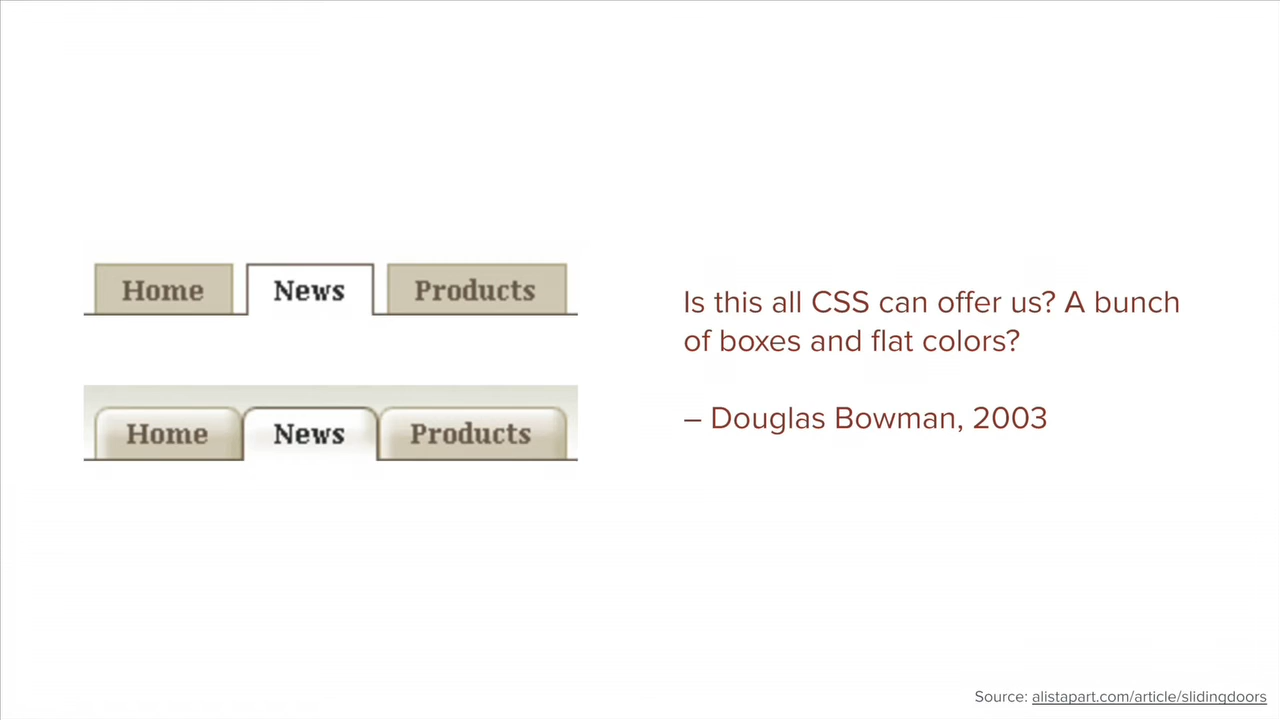 Home News Products
Home News Products
Is this all CSS can offer us? A bunch
of boxes and flat colors?
– Douglas Bowman, 2003
Source: alistapart.com/article/slidingdoors